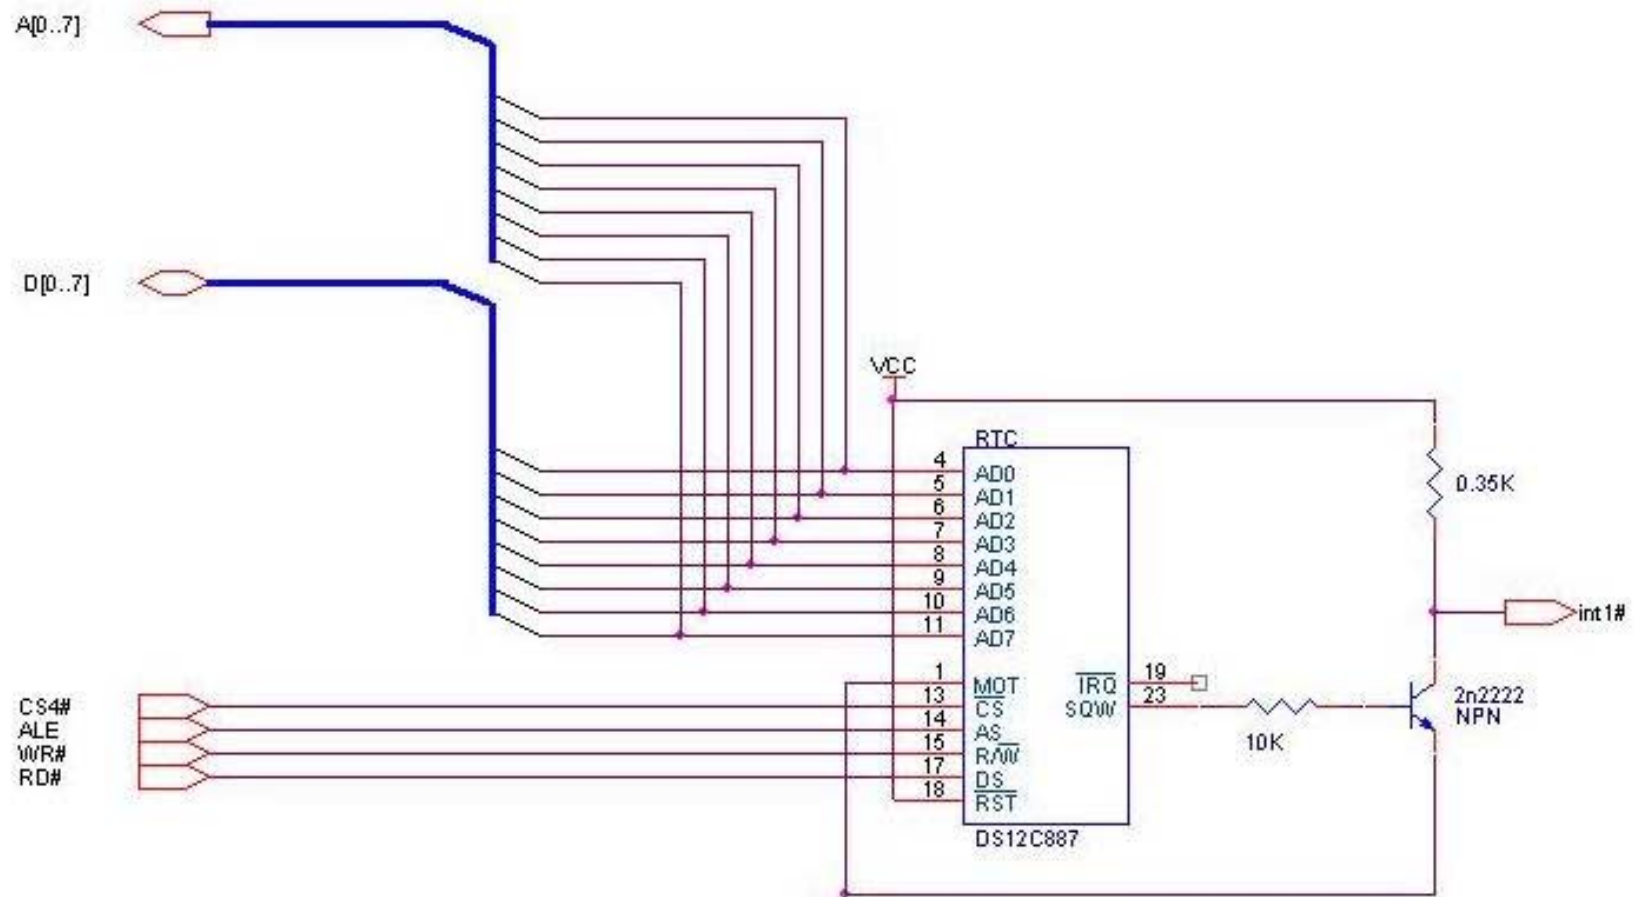 A[0..7]
D[0..7]
VCC
RTC
4 AD0
5 AD1
6 AD2
7 AD3
8 AD4
9 AD5
10 AD6
11 AD7
1 MOT
13 CS
14 AS
15 R/W
17 DS
18 RST
IRQ 19
SQW 23
DS12C887
CS4#
ALE
WR#
RD#
0.35K
int1#
10K
2n2222
NPN